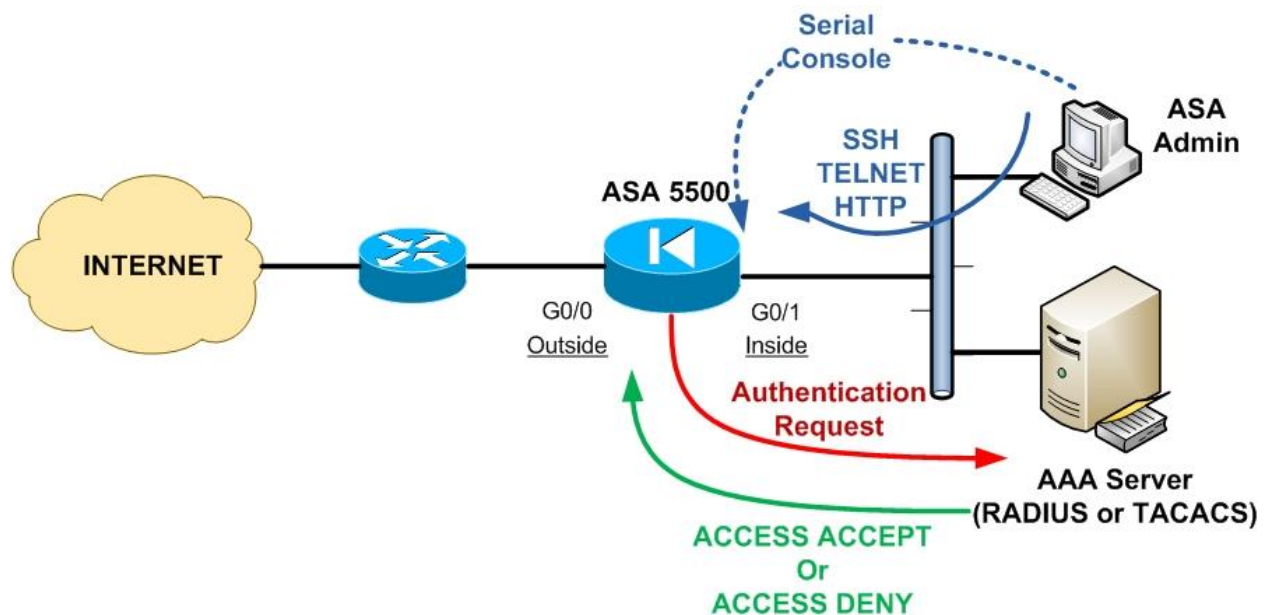 Serial
Console
ASA
Admin
SSH
TELNET
HTTP
ASA 5500
INTERNET
G0/0
Outside
G0/1
Inside
Authentication
Request
AAA Server
(RADIUS or TACACS)
ACCESS ACCEPT
Or
ACCESS DENY